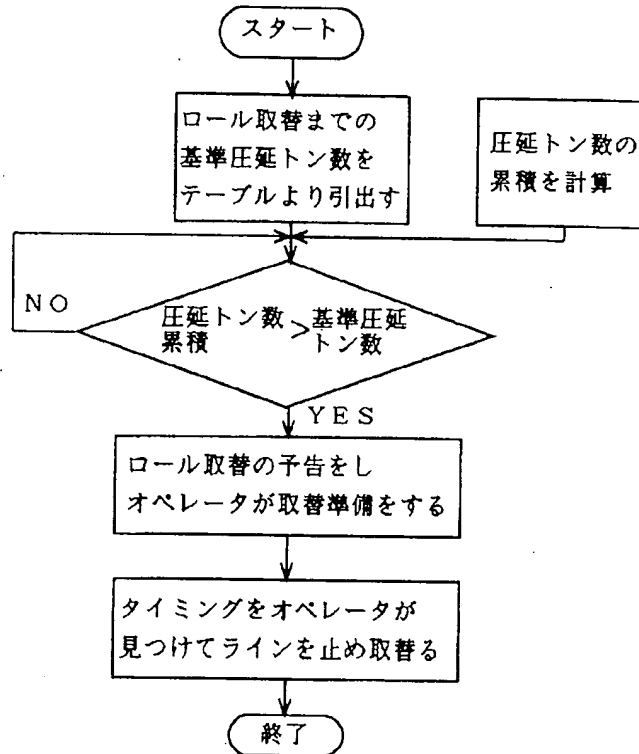 スタート
ロール取替までの
基準圧延トン数を
テーブルより引出す
圧延トン数の
累積を計算
NO
圧延トン数 > 基準圧延
累積 トン数
YES
ロール取替の予告をし
オペレータが取替準備をする
タイミングをオペレータが
見つけてラインを止め取替る
終了